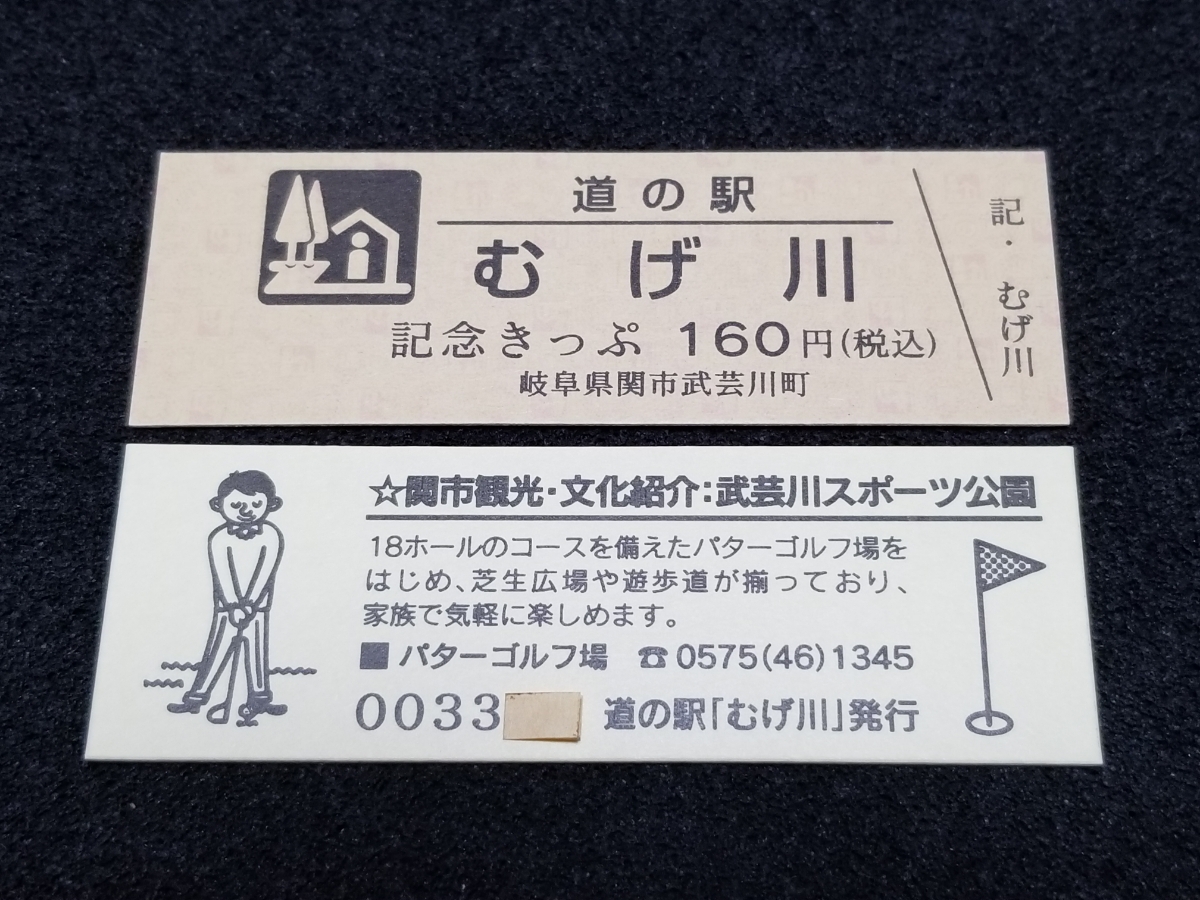 道の駅
むげ川
記念きっぷ 160円(税込)
岐阜県関市武芸川町
記・むげ川
☆関市観光・文化紹介:武芸川スポーツ公園
18ホールのコースを備えたパターゴルフ場を
はじめ、芝生広場や遊歩道が揃っており、
家族で気軽に楽しめます。
■ パターゴルフ場 ☎0575(46)1345
0033 道の駅「むげ川」発行